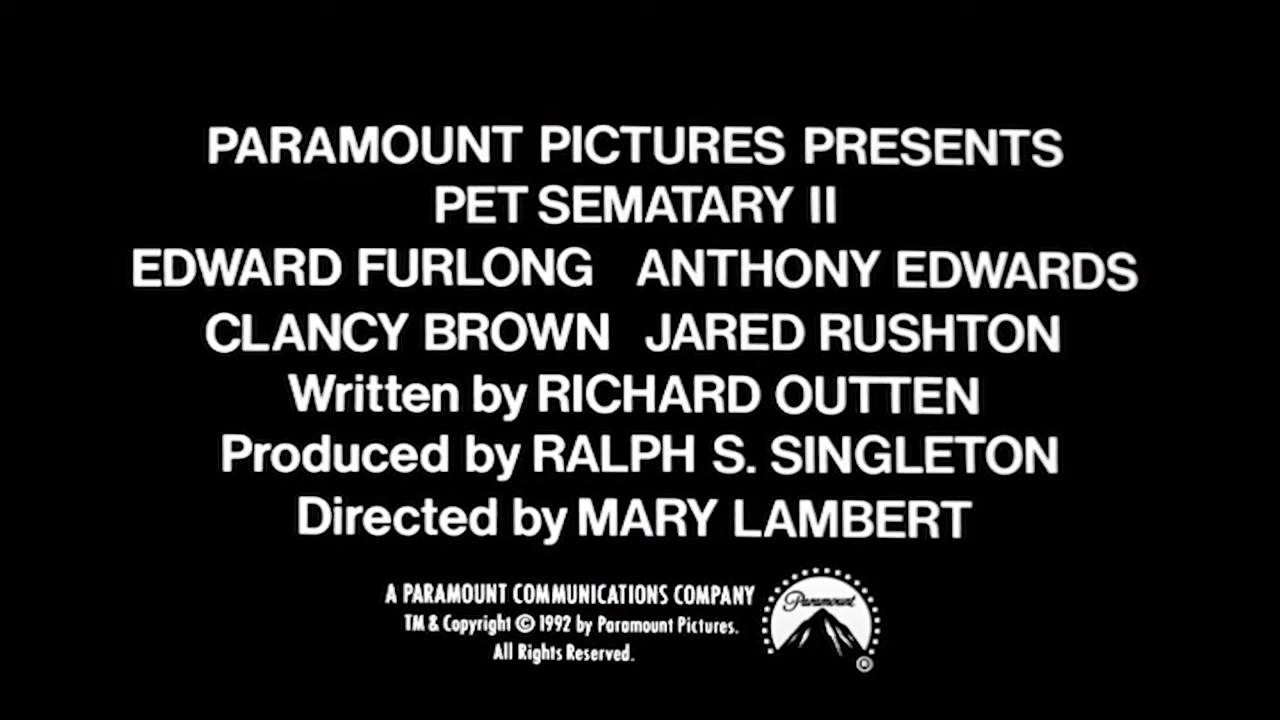 PARAMOUNT PICTURES PRESENTS
PET SEMATARY II
EDWARD FURLONG ANTHONY EDWARDS
CLANCY BROWN JARED RUSHTON
Written by RICHARD OUTTEN
Produced by RALPH S. SINGLETON
Directed by MARY LAMBERT
A PARAMOUNT COMMUNICATIONS COMPANY
TM & Copyright © 1992 by Paramount Pictures.
All Rights Reserved.
Paramount
®